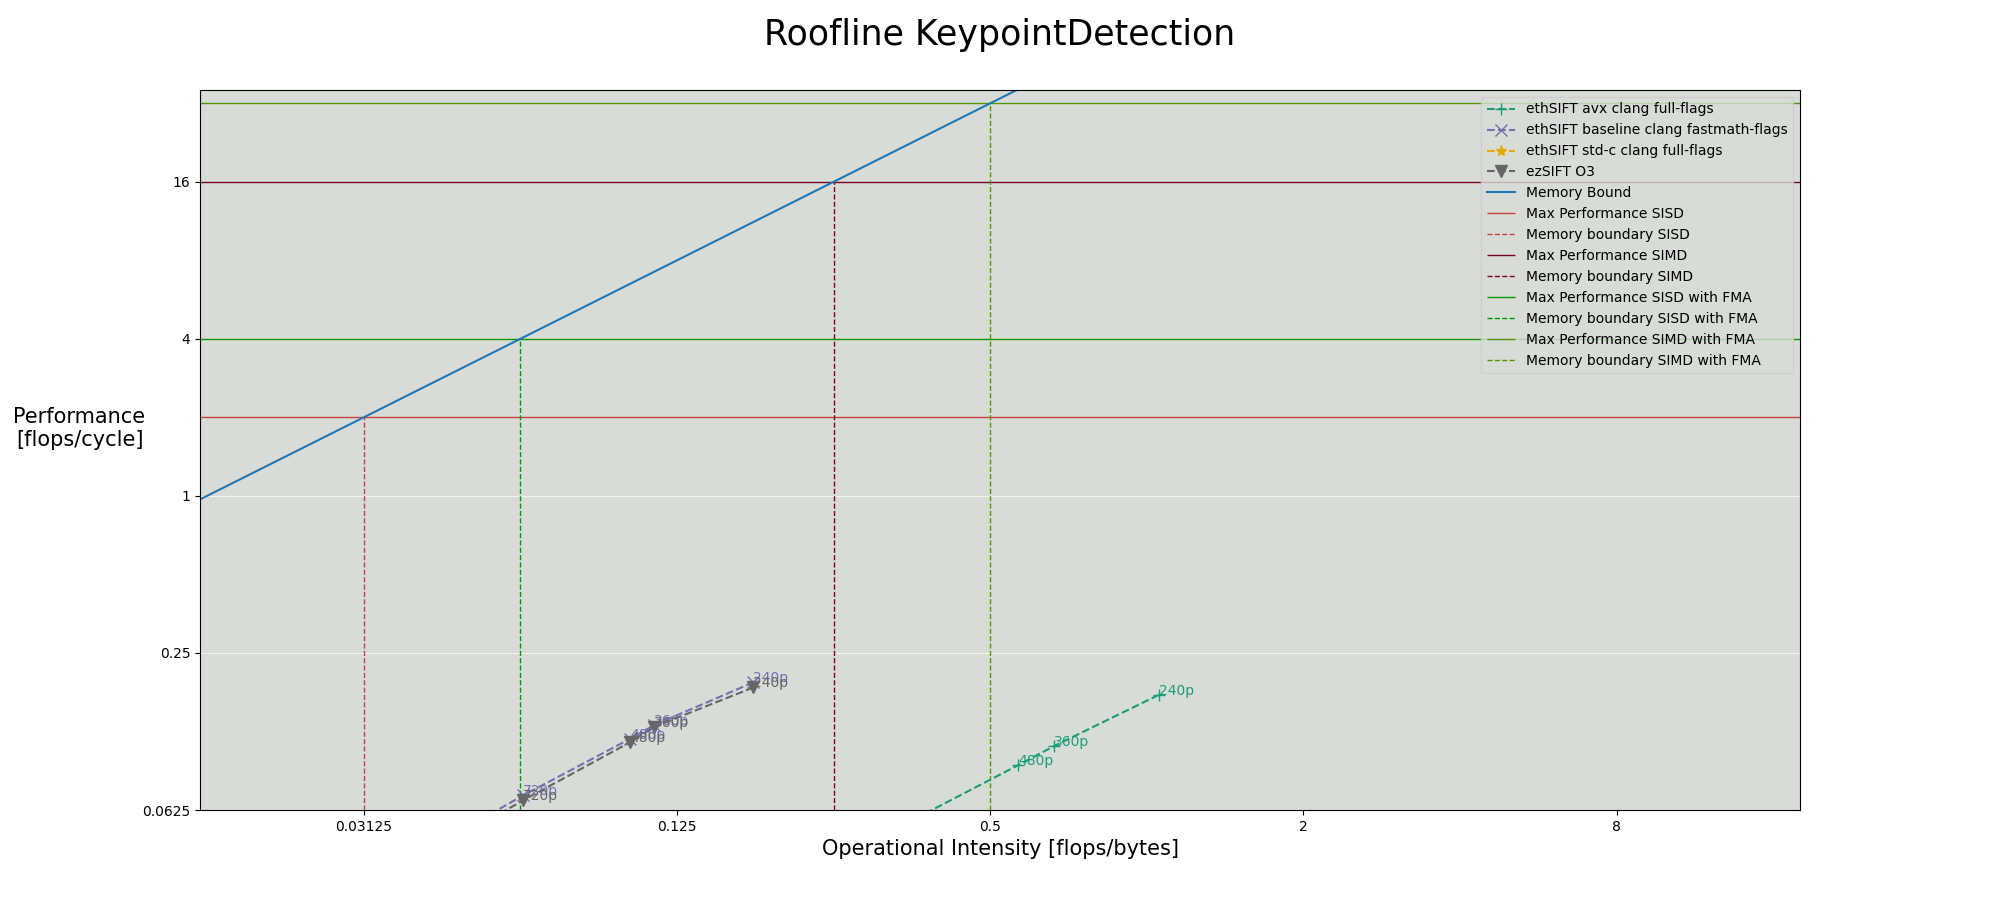 Roofline KeypointDetection
ethSIFT avx clang full-flags
ethSIFT baseline clang fastmath-flags
ethSIFT std-c clang full-flags
ezSIFT O3
Memory Bound
Max Performance SISD
Memory boundary SISD
Max Performance SIMD
Memory boundary SIMD
Max Performance SISD with FMA
Memory boundary SISD with FMA
Max Performance SIMD with FMA
Memory boundary SIMD with FMA
16
4
1
0.25
0.0625
Performance
[flops/cycle]
240p
240p
360p
360p
480p
480p
720p
720p
240p
360p
480p
0.03125
0.125
0.5
2
8
Operational Intensity [flops/bytes]